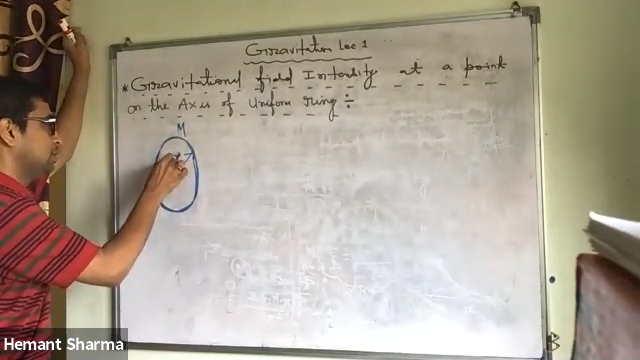 Gravitation Lec 1
* Gravitational field Intensity at a point
on the Axis of Uniform ring ÷
M
Hemant Sharma